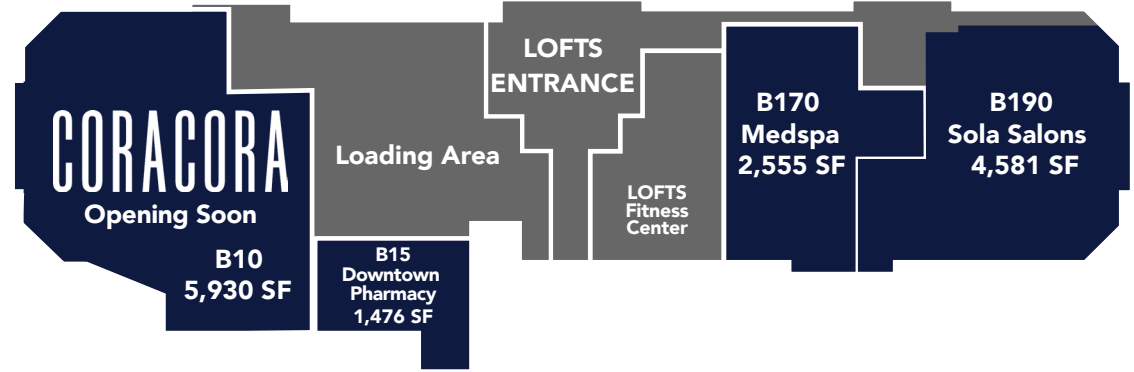 CORACORA
Opening Soon
B10
5,930 SF
Loading Area
B15
Downtown
Pharmacy
1,476 SF
LOFTS
ENTRANCE
LOFTS
Fitness
Center
B170
Medspa
2,555 SF
B190
Sola Salons
4,581 SF